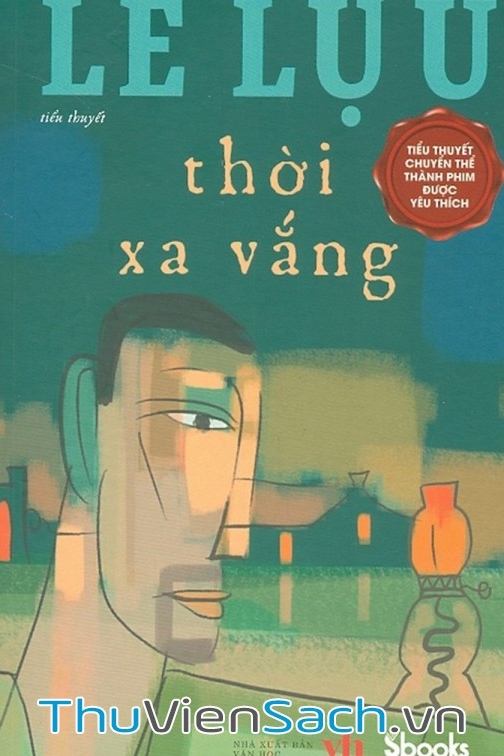 LÊ LỰU
tiểu thuyết
thời
xa vắng
TIỂU THUYẾT
CHUYỂN THỂ
THÀNH PHIM
ĐƯỢC
YÊU THÍCH
ThuVienSach.vn
NHÀ XUẤT BẢN
VĂN HỌC
vh
Sbooks